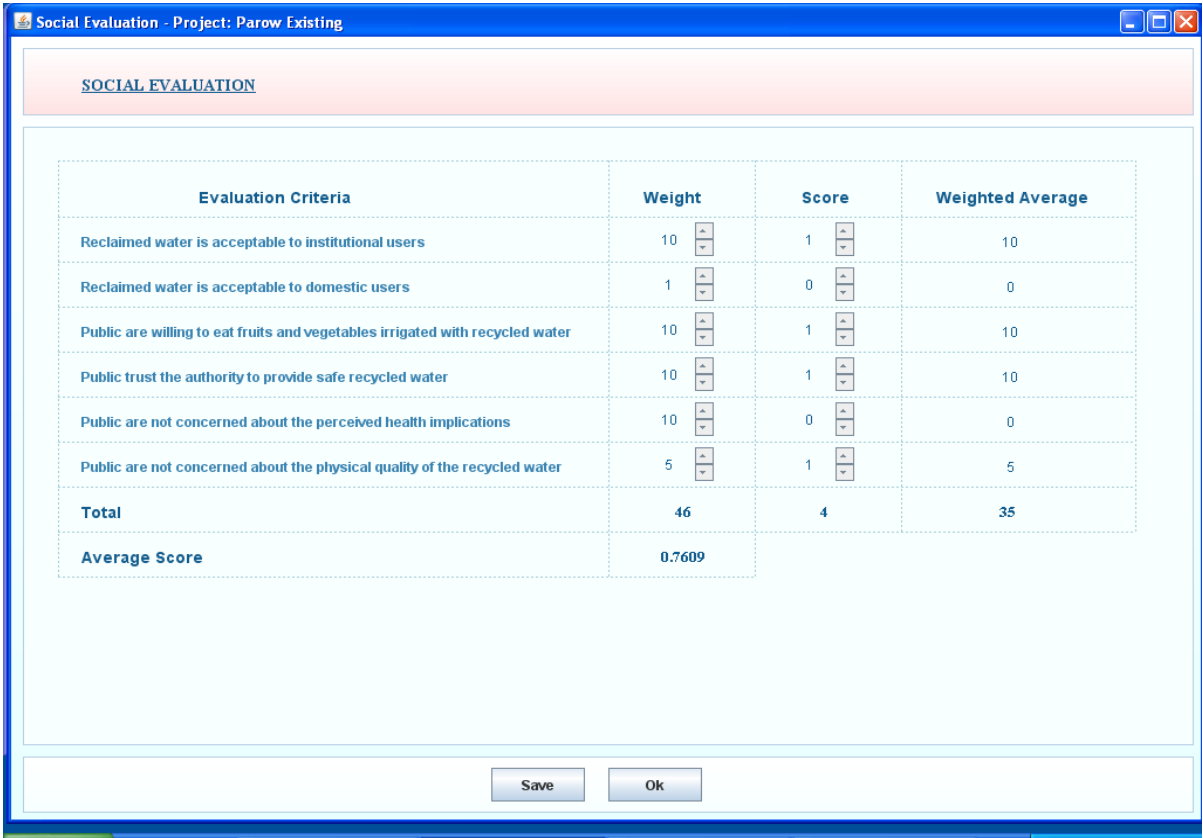 Social Evaluation - Project: Parow Existing
SOCIAL EVALUATION
Evaluation Criteria Weight Score Weighted Average
Reclaimed water is acceptable to institutional users 10 1 10
Reclaimed water is acceptable to domestic users 1 0 0
Public are willing to eat fruits and vegetables irrigated with recycled water 10 1 10
Public trust the authority to provide safe recycled water 10 1 10
Public are not concerned about the perceived health implications 10 0 0
Public are not concerned about the physical quality of the recycled water 5 1 5
Total 46 4 35
Average Score 0.7609
Save Ok